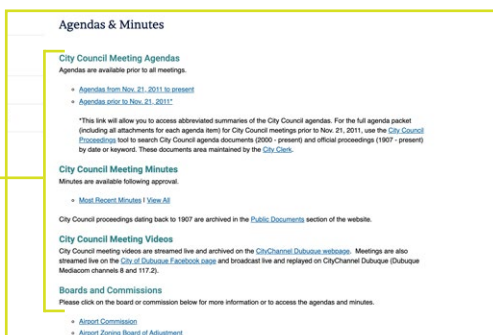 Agendas & Minutes
City Council Meeting Agendas
Agendas are available prior to all meetings.
Agendas from Nov. 21, 2011 to present
Agendas prior to Nov. 21, 2011*
*This link will allow you to access abbreviated summaries of the City Council agendas. For the full agenda packet
(including all attachments for each agenda item) for City Council meetings prior to Nov. 21, 2011, use the City Council
Proceedings tool to search City Council agenda documents (2000 - present) and official proceedings (1907 - present)
by date or keyword. These documents area maintained by the City Clerk.
City Council Meeting Minutes
Minutes are available following approval.
Most Recent Minutes I View All
City Council proceedings dating back to 1907 are archived in the Public Documents section of the website.
City Council Meeting Videos
City Council meeting videos are streamed live and archived on the CityChannel Dubuque webpage. Meetings are also
streamed live on the City of Dubuque Facebook page and broadcast live and replayed on CityChannel Dubuque (Dubuque
Mediacom channels 8 and 117.2).
Boards and Commissions
Please click on the board or commission below for more information or to access the agendas and minutes.
Airport Commission
Airport Zoning Board of Adjustment